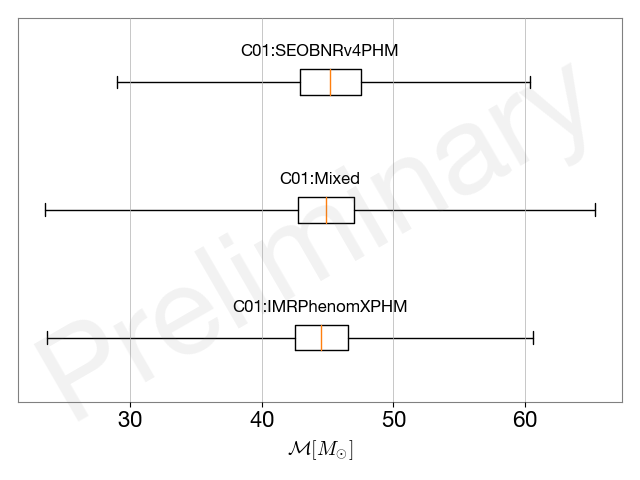 C01:SEOBNRv4PHM
C01:Mixed
C01:IMRPhenomXPHM
Preliminary
30 40 50 60
ℳ[M⊙]